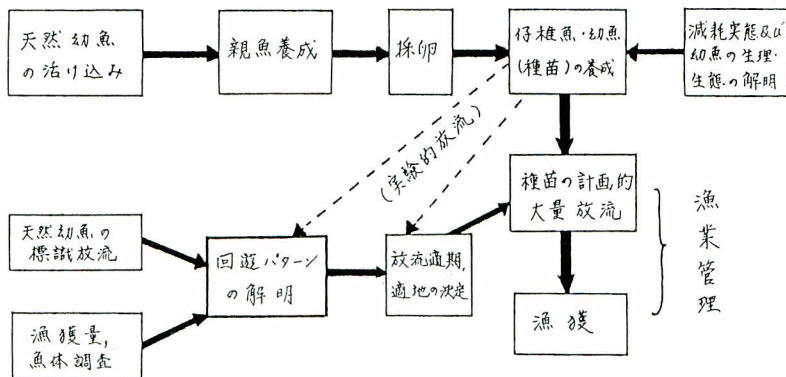 天然幼魚
の活け込み
親魚養成
採卵
仔稚魚・幼魚
(種苗)の養成
減耗実態及び
幼魚の生理・
生態の解明
(実験的放流)
種苗の計画的
大量放流
漁業管理
天然幼魚の
標識放流
回遊パターン
の解明
放流適期,
適地の決定
漁獲
漁獲量,
魚体調査